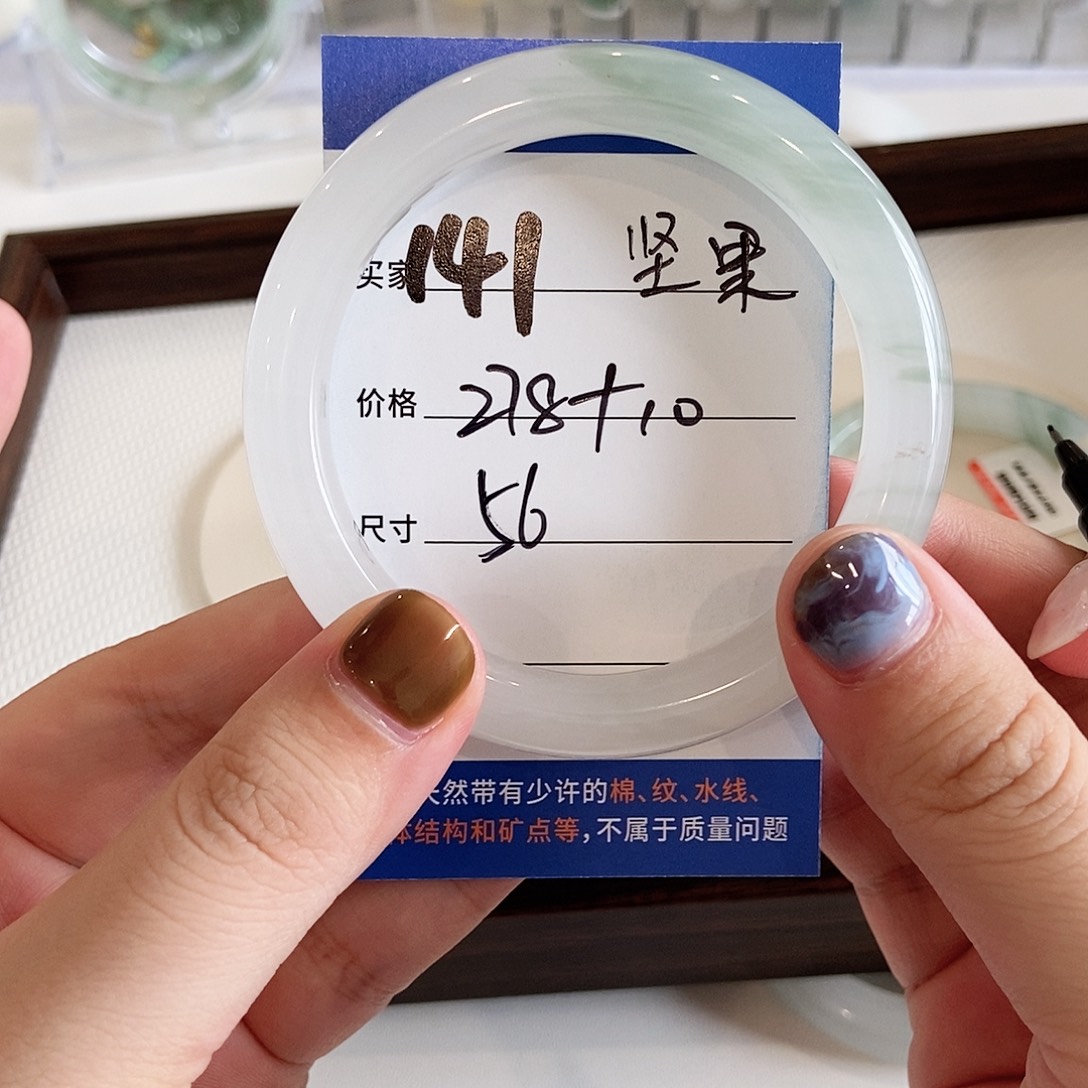 买家 141 坚果
价格 278+10
尺寸 56
天然带有少许的棉、纹、水线、
体结构和矿点等,不属于质量问题